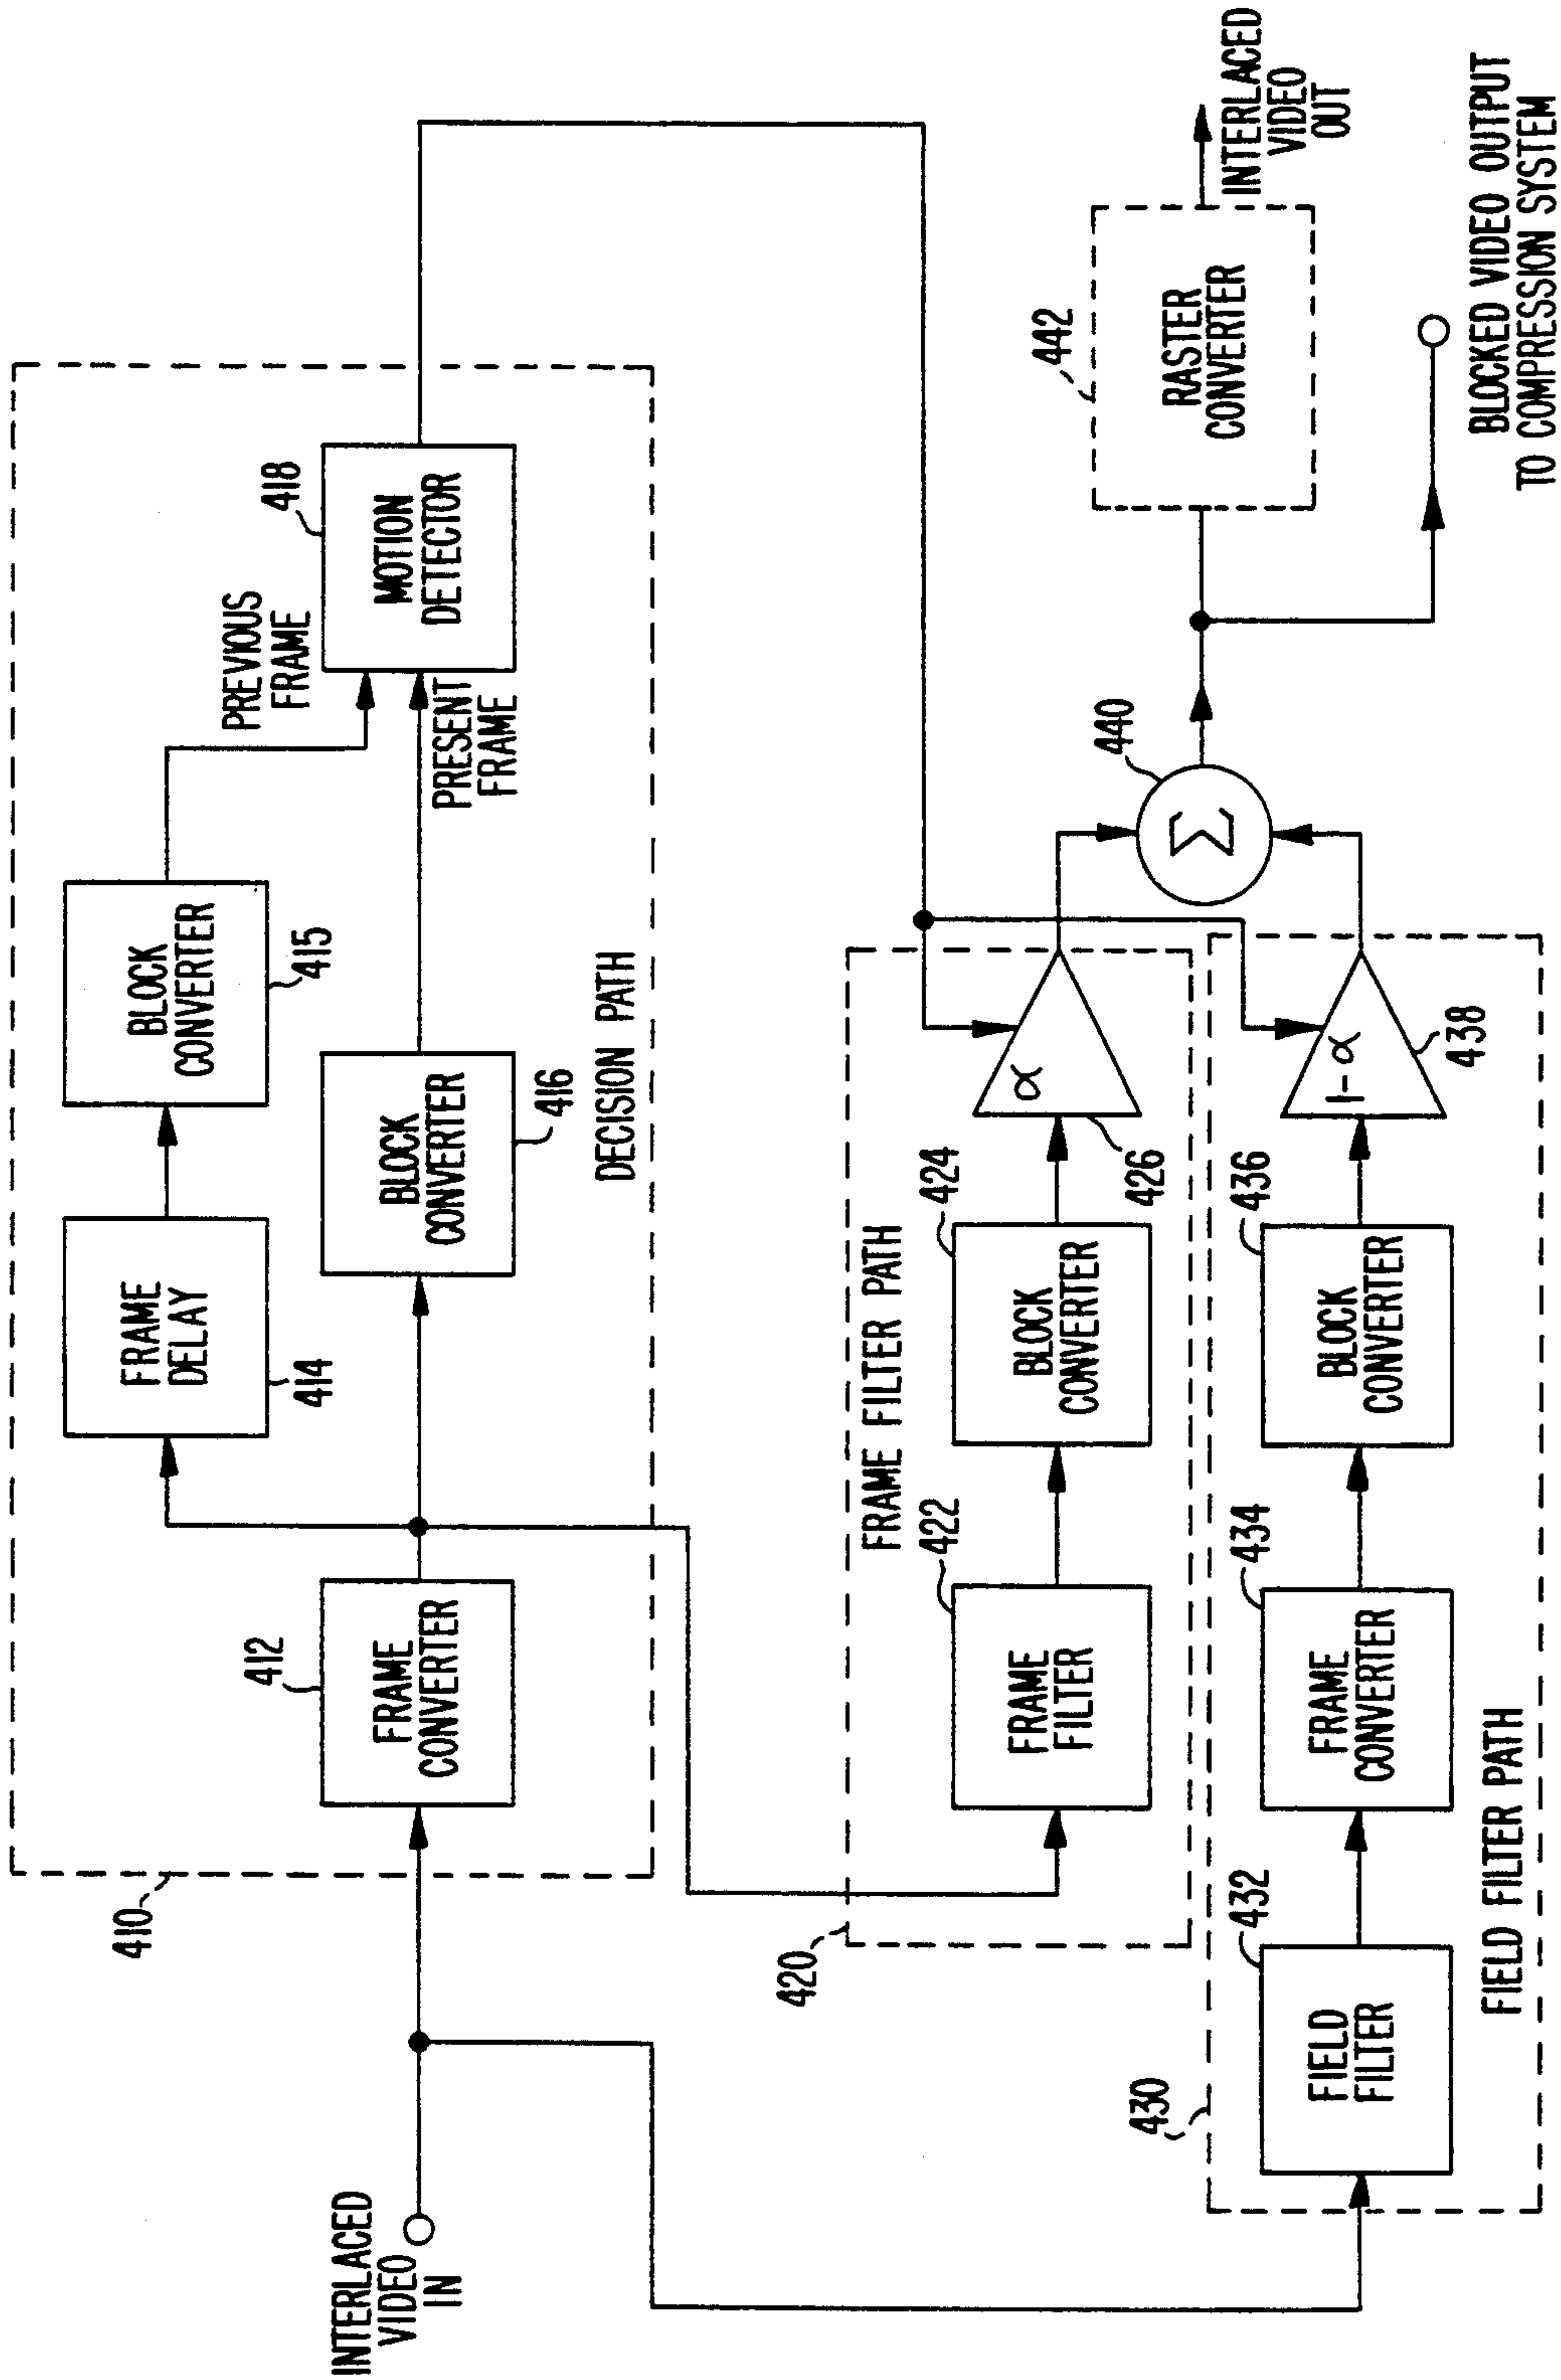 410
412
FRAME
CONVERTER
FRAME
DELAY
414
BLOCK
CONVERTER
415
BLOCK
CONVERTER
416
PREVIOUS
FRAME
PRESENT
FRAME
418
MOTION
DETECTOR
DECISION PATH
INTERLACED
VIDEO
IN
420
FRAME FILTER PATH
422
FRAME
FILTER
424
BLOCK
CONVERTER
α
426
430
432
FIELD
FILTER
434
FRAME
CONVERTER
436
BLOCK
CONVERTER
1-α
438
FIELD FILTER PATH
440
Σ
442
RASTER
CONVERTER
INTERLACED
VIDEO
OUT
BLOCKED VIDEO OUTPUT
TO COMPRESSION SYSTEM